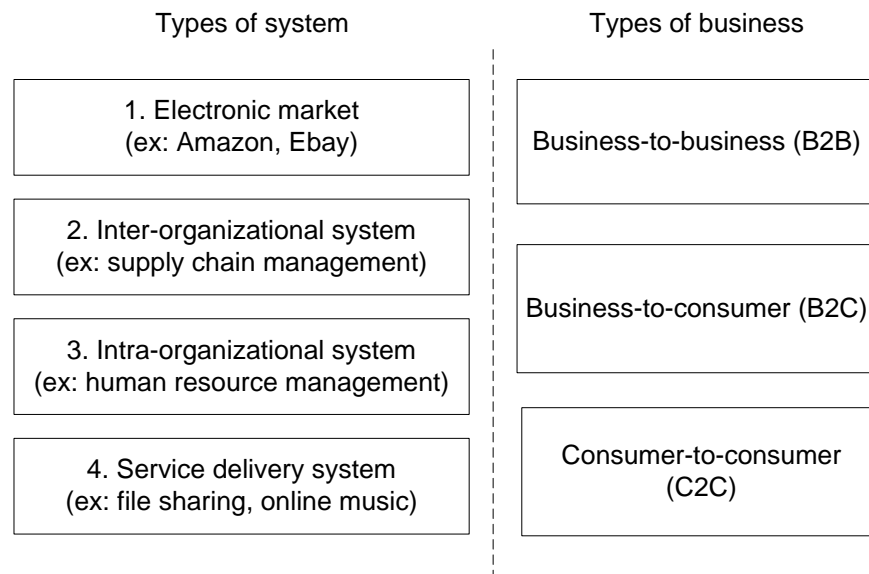 Types of system
Types of business
1. Electronic market
(ex: Amazon, Ebay)
2. Inter-organizational system
(ex: supply chain management)
3. Intra-organizational system
(ex: human resource management)
4. Service delivery system
(ex: file sharing, online music)
Business-to-business (B2B)
Business-to-consumer (B2C)
Consumer-to-consumer
(C2C)